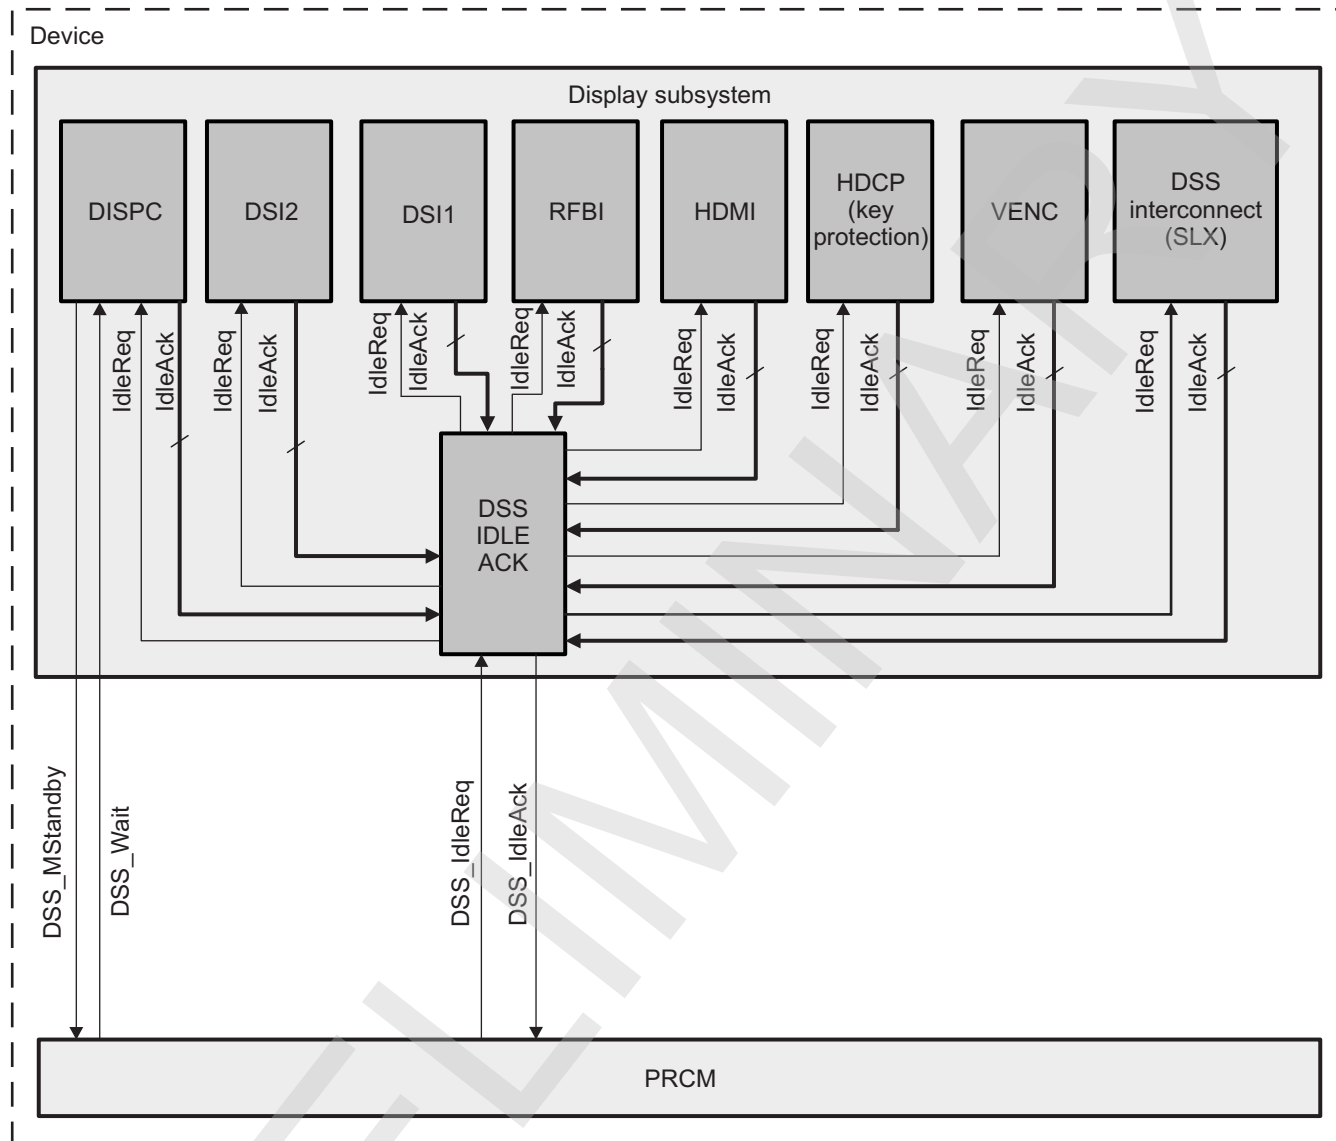 Device
Display subsystem
DISPC
DSI2
DSI1
RFBI
HDMI
HDCP
(key
protection)
VENC
DSS
interconnect
(SLX)
IdleReq
IdleAck
IdleReq
IdleAck
IdleReq
IdleAck
IdleReq
IdleAck
IdleReq
IdleAck
IdleReq
IdleAck
IdleReq
IdleAck
IdleReq
IdleAck
DSS
IDLE
ACK
DSS_MStandby
DSS_Wait
DSS_IdleReq
DSS_IdleAck
PRCM
ELIMINARY